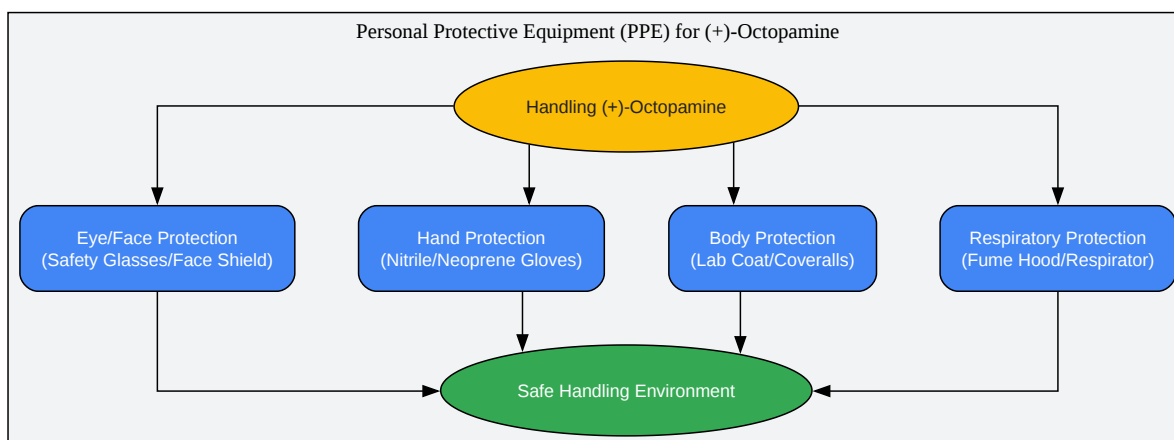 Personal Protective Equipment (PPE) for (+)-Octopamine
Handling (+)-Octopamine
Eye/Face Protection
(Safety Glasses/Face Shield)
Hand Protection
(Nitrile/Neoprene Gloves)
Body Protection
(Lab Coat/Coveralls)
Respiratory Protection
(Fume Hood/Respirator)
Safe Handling Environment